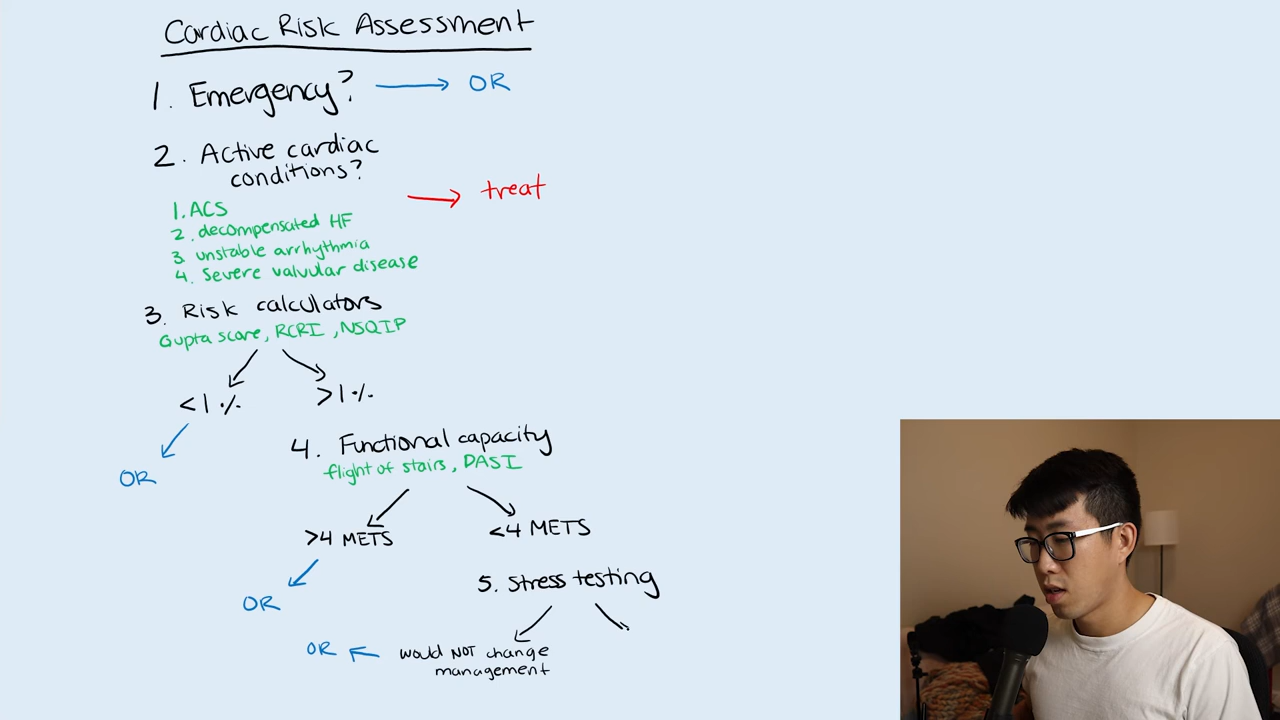 Cardiac Risk Assessment
1. Emergency? → OR
2. Active cardiac
conditions?
→ treat
1. ACS
2. decompensated HF
3. unstable arrhythmia
4. Severe valvular disease
3. Risk calculators
Gupta score, RCRI, NSQIP
<1% >1%
OR
4. Functional capacity
flight of stairs, DASI
>4 METS <4 METS
OR
5. Stress testing
OR ← would NOT change
management